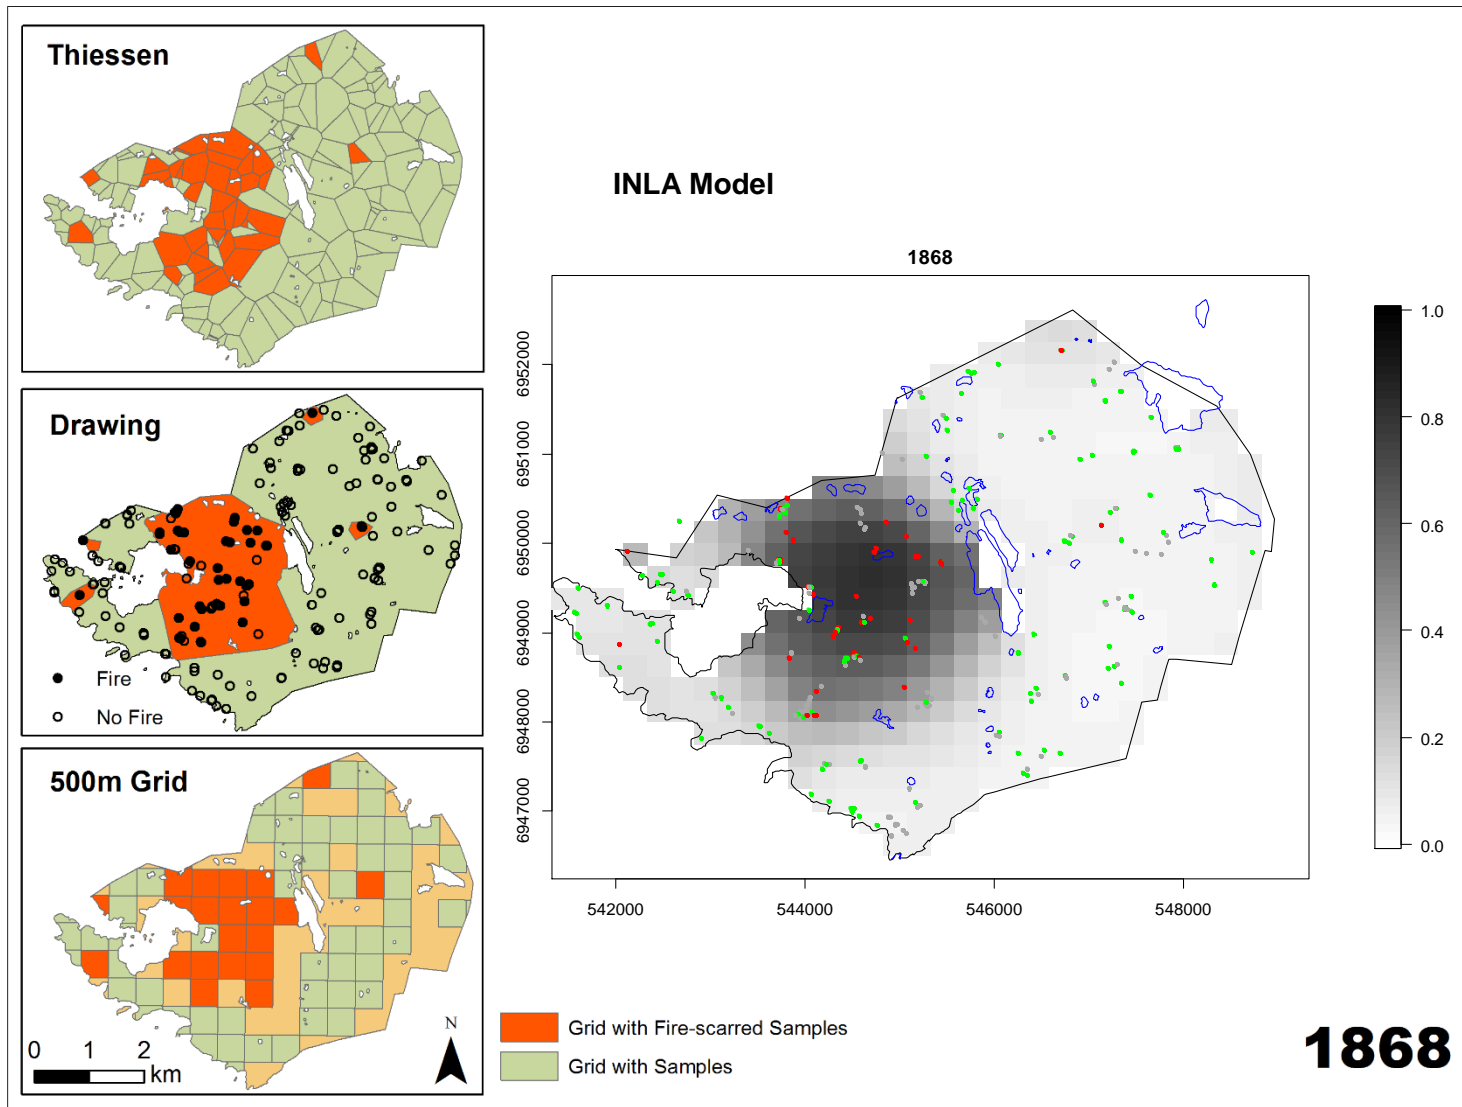 Thiessen
Drawing
Fire
No Fire
500m Grid
0 1 2
km
N
INLA Model
1868
6952000
6951000
6950000
6949000
6948000
6947000
542000 544000 546000 548000
1.0
0.8
0.6
0.4
0.2
0.0
Grid with Fire-scarred Samples
Grid with Samples
1868